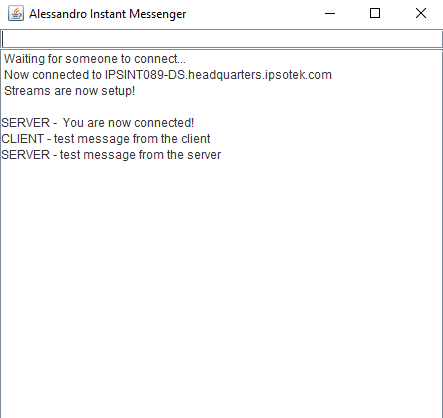 Alessandro Instant Messenger
Waiting for someone to connect...
Now connected to IPSINT089-DS.headquarters.ipsotek.com
Streams are now setup!
SERVER - You are now connected!
CLIENT - test message from the client
SERVER - test message from the server